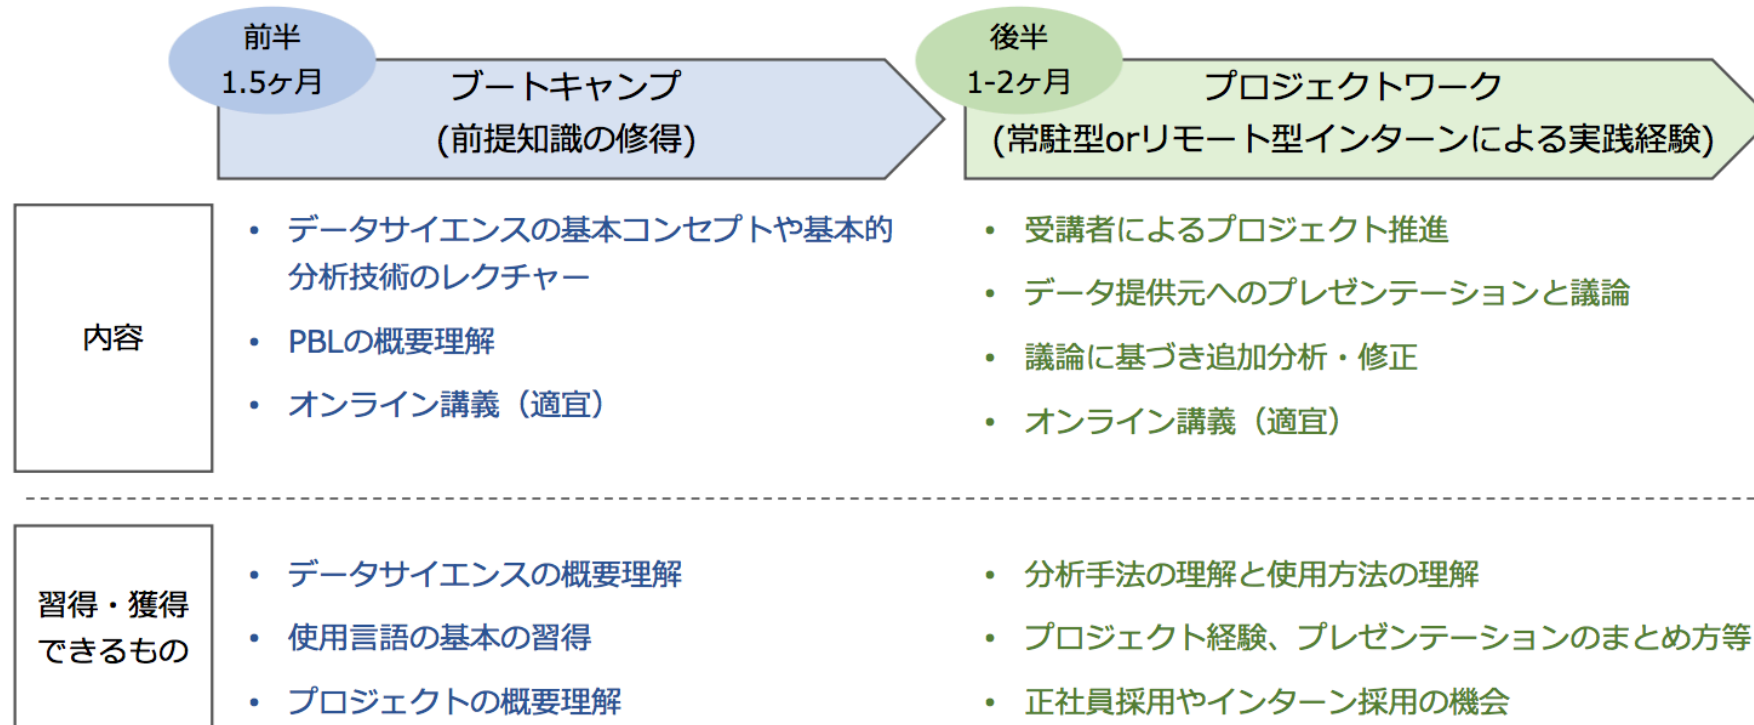 前半
1.5ヶ月
ブートキャンプ
(前提知識の修得)
後半
1-2ヶ月
プロジェクトワーク
(常駐型orリモート型インターンによる実践経験)
内容
• データサイエンスの基本コンセプトや基本的
分析技術のレクチャー
• PBLの概要理解
• オンライン講義（適宜）
• 受講者によるプロジェクト推進
• データ提供元へのプレゼンテーションと議論
• 議論に基づき追加分析・修正
• オンライン講義（適宜）
習得・獲得
できるもの
• データサイエンスの概要理解
• 使用言語の基本の習得
• プロジェクトの概要理解
• 分析手法の理解と使用方法の理解
• プロジェクト経験、プレゼンテーションのまとめ方等
• 正社員採用やインターン採用の機会